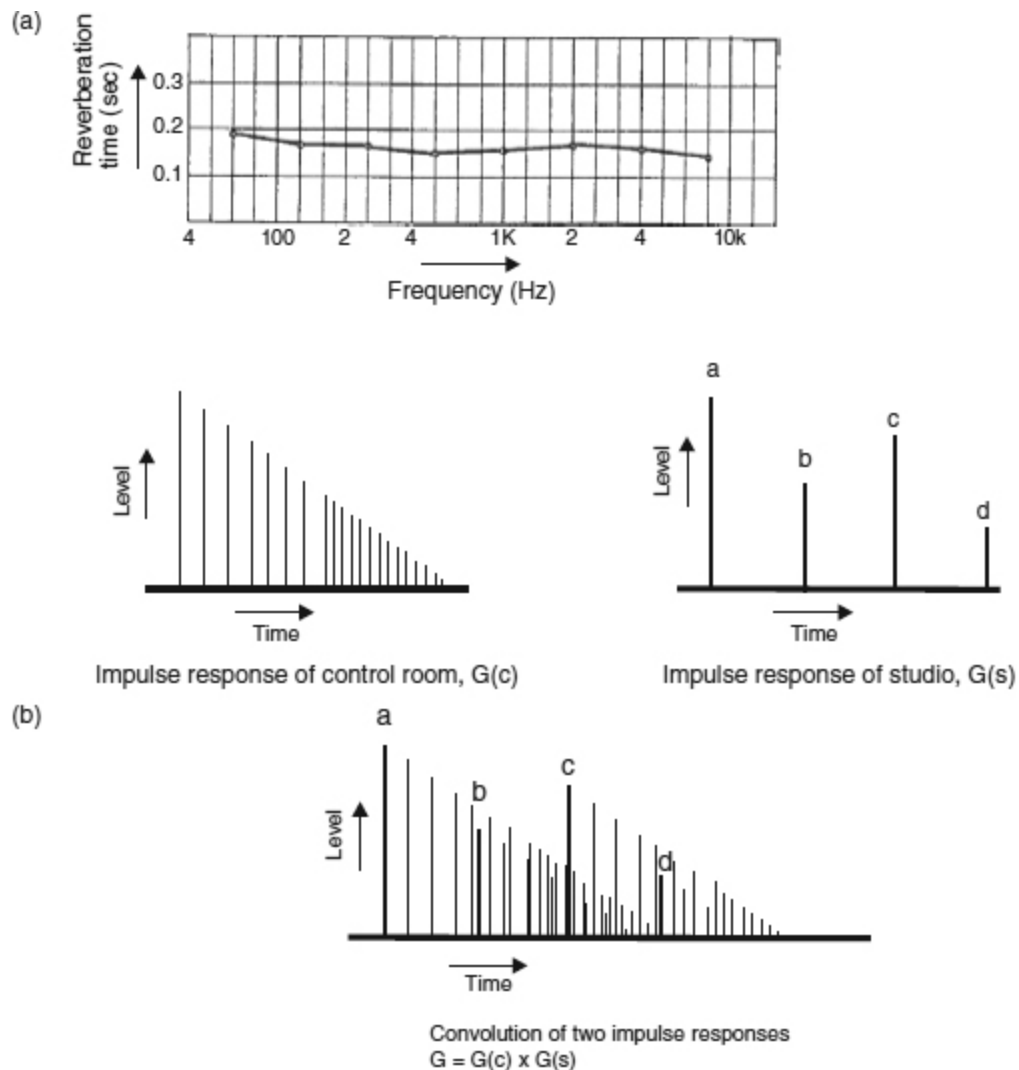 (a)
Reverberation
time (sec)
0.3
0.2
0.1
4 100 2 4 1K 2 4 10k
Frequency (Hz)
Level
Time
Impulse response of control room, G(c)
a
b
c
d
Level
Time
Impulse response of studio, G(s)
(b)
a
b
c
d
Level
Time
Convolution of two impulse responses
G = G(c) x G(s)